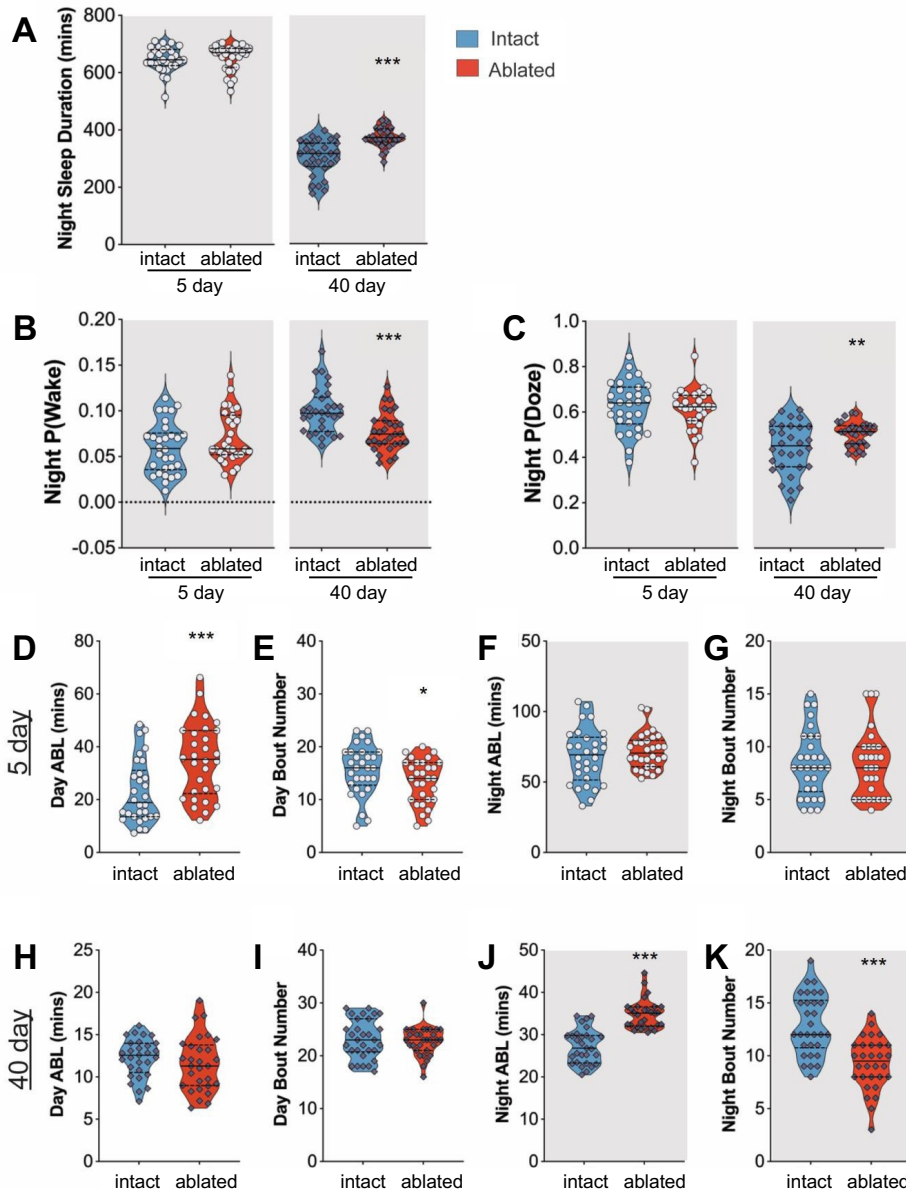 A
Night Sleep Duration (mins)
800
600
400
200
0
***
Intact
Ablated
intact ablated intact ablated
5 day 40 day
B
Night P(Wake)
0.20
0.15
0.10
0.05
0.00
-0.05
***
intact ablated intact ablated
5 day 40 day
C
Night P(Doze)
1.0
0.8
0.6
0.4
0.2
0.0
**
intact ablated intact ablated
5 day 40 day
5 day
D
Day ABL (mins)
80
60
40
20
0
***
intact ablated
E
Day Bout Number
40
30
20
10
0
*
intact ablated
F
Night ABL (mins)
50
100
50
0
intact ablated
G
Night Bout Number
20
15
10
5
0
intact ablated
40 day
H
Day ABL (mins)
25
20
15
10
5
0
intact ablated
I
Day Bout Number
40
30
20
10
0
intact ablated
J
Night ABL (mins)
50
40
30
20
10
0
***
intact ablated
K
Night Bout Number
20
15
10
5
0
***
intact ablated